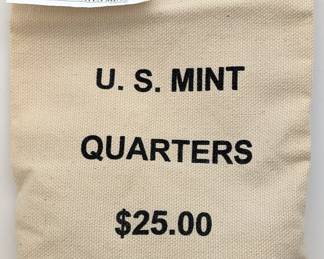 U. S. MINT
QUARTERS
$25.00